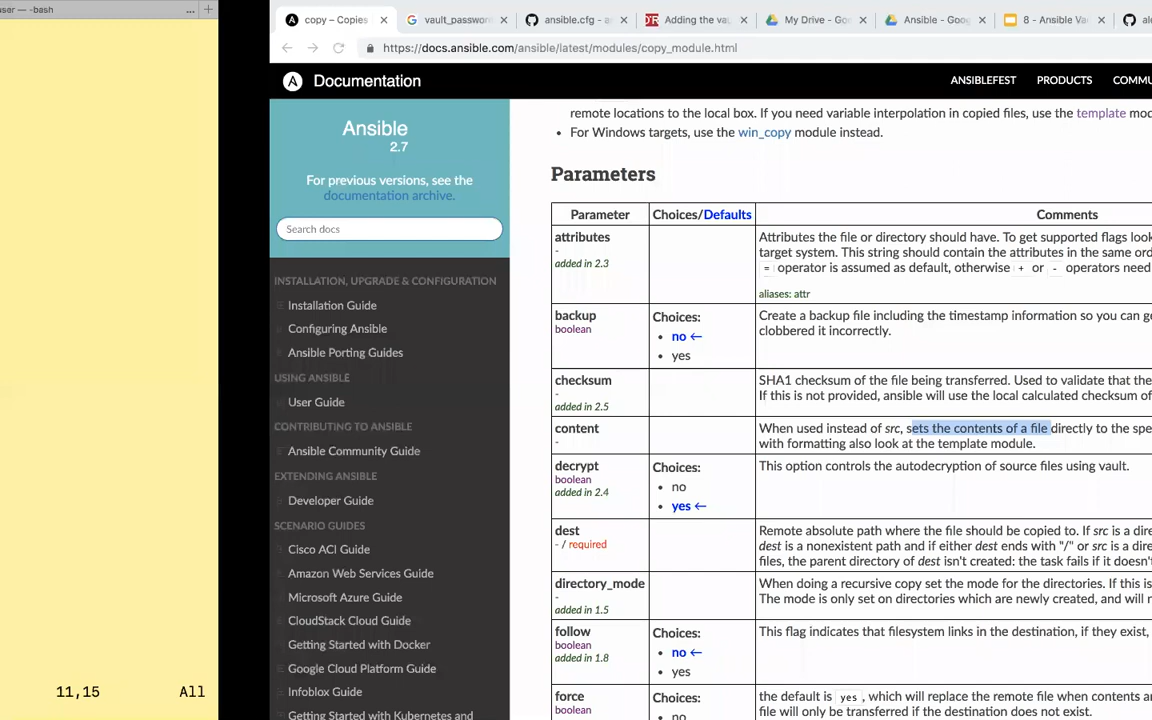 ser — -bash
... +
copy – Copies
vault_passwor
ansible.cfg - a
Adding the va
My Drive - Go
Ansible - Goo
8 - Ansible Va
https://docs.ansible.com/ansible/latest/modules/copy_module.html
A Documentation
ANSIBLEFEST PRODUCTS COMMU
Ansible
2.7
For previous versions, see the
documentation archive.
Search docs
INSTALLATION, UPGRADE & CONFIGURATION
Installation Guide
Configuring Ansible
Ansible Porting Guides
USING ANSIBLE
User Guide
CONTRIBUTING TO ANSIBLE
Ansible Community Guide
EXTENDING ANSIBLE
Developer Guide
SCENARIO GUIDES
Cisco ACI Guide
Amazon Web Services Guide
Microsoft Azure Guide
CloudStack Cloud Guide
Getting Started with Docker
Google Cloud Platform Guide
Infoblox Guide
Getting Started with Kubernetes and
remote locations to the local box. If you need variable interpolation in copied files, use the template mod
• For Windows targets, use the win_copy module instead.
Parameters
Parameter Choices/Defaults Comments
attributes
-
added in 2.3
Attributes the file or directory should have. To get supported flags look
target system. This string should contain the attributes in the same ord
= operator is assumed as default, otherwise + or - operators need
aliases: attr
backup
boolean
Choices:
• no ←
• yes
Create a backup file including the timestamp information so you can ge
clobbered it incorrectly.
checksum
-
added in 2.5
SHA1 checksum of the file being transferred. Used to validate that the
If this is not provided, ansible will use the local calculated checksum of
content
-
When used instead of src, sets the contents of a file directly to the spe
with formatting also look at the template module.
decrypt
boolean
added in 2.4
Choices:
• no
• yes ←
This option controls the autodecryption of source files using vault.
dest
- / required
Remote absolute path where the file should be copied to. If src is a dire
dest is a nonexistent path and if either dest ends with "/" or src is a dire
files, the parent directory of dest isn't created: the task fails if it doesn't
directory_mode
-
added in 1.5
When doing a recursive copy set the mode for the directories. If this is
The mode is only set on directories which are newly created, and will n
follow
boolean
added in 1.8
Choices:
• no ←
• yes
This flag indicates that filesystem links in the destination, if they exist,
force
boolean
Choices:
• no
the default is yes, which will replace the remote file when contents a
file will only be transferred if the destination does not exist.
11,15 All